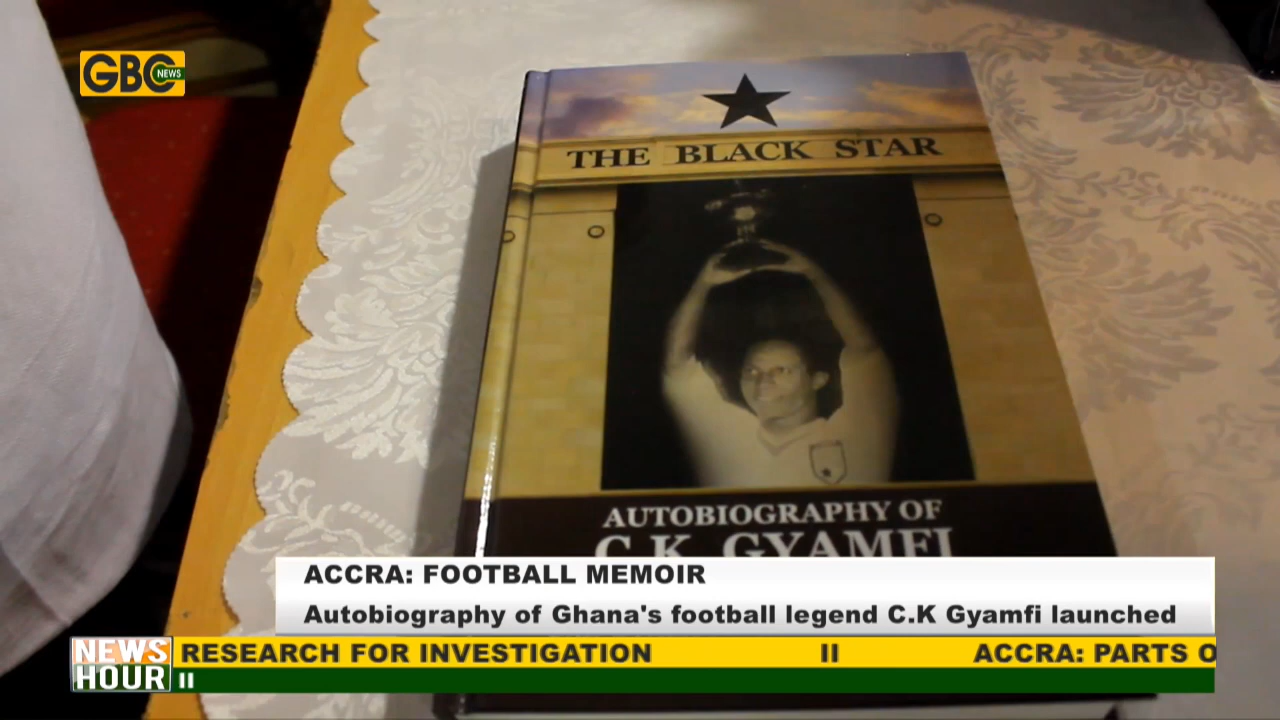 GBC NEWS
THE BLACK STAR
AUTOBIOGRAPHY OF
C.K. GYAMFI
ACCRA: FOOTBALL MEMOIR
Autobiography of Ghana's football legend C.K Gyamfi launched
NEWS HOUR
RESEARCH FOR INVESTIGATION II ACCRA: PARTS O
II